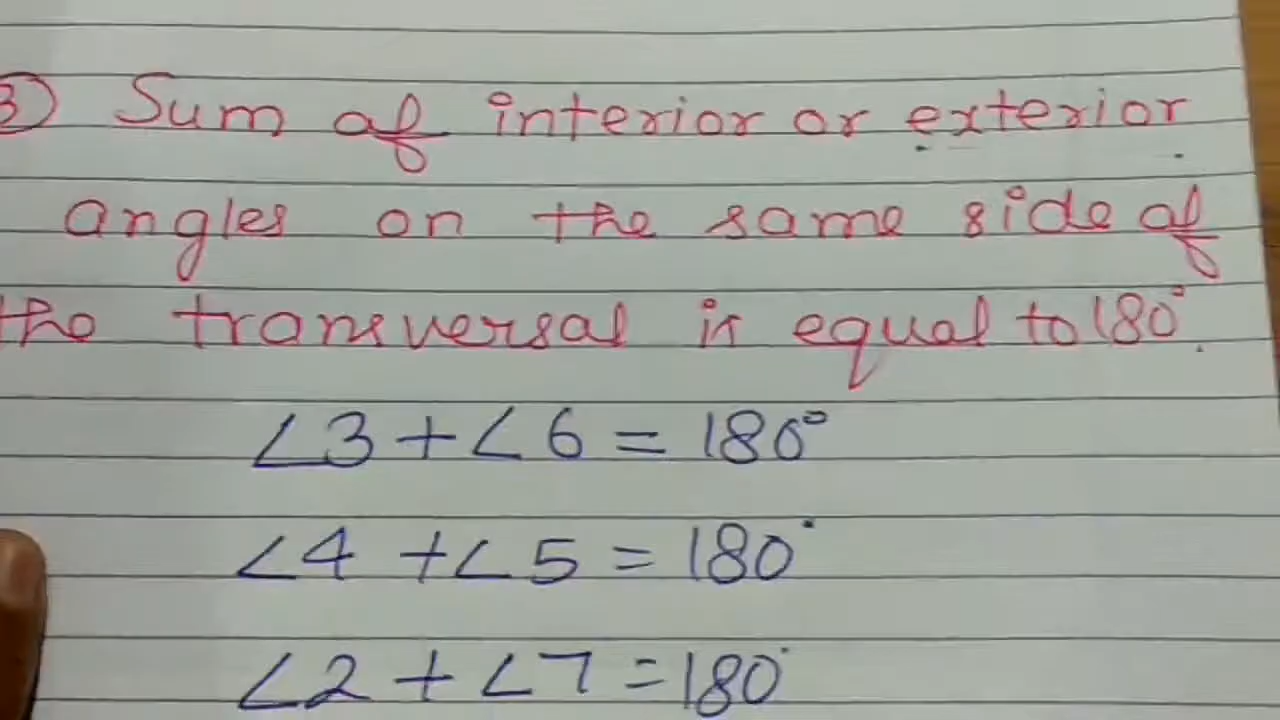 3) Sum of interior or exterior
angles on the same side of
the transversal is equal to 180°.
∠3 + ∠6 = 180°
∠4 + ∠5 = 180°
∠2 + ∠7 = 180°